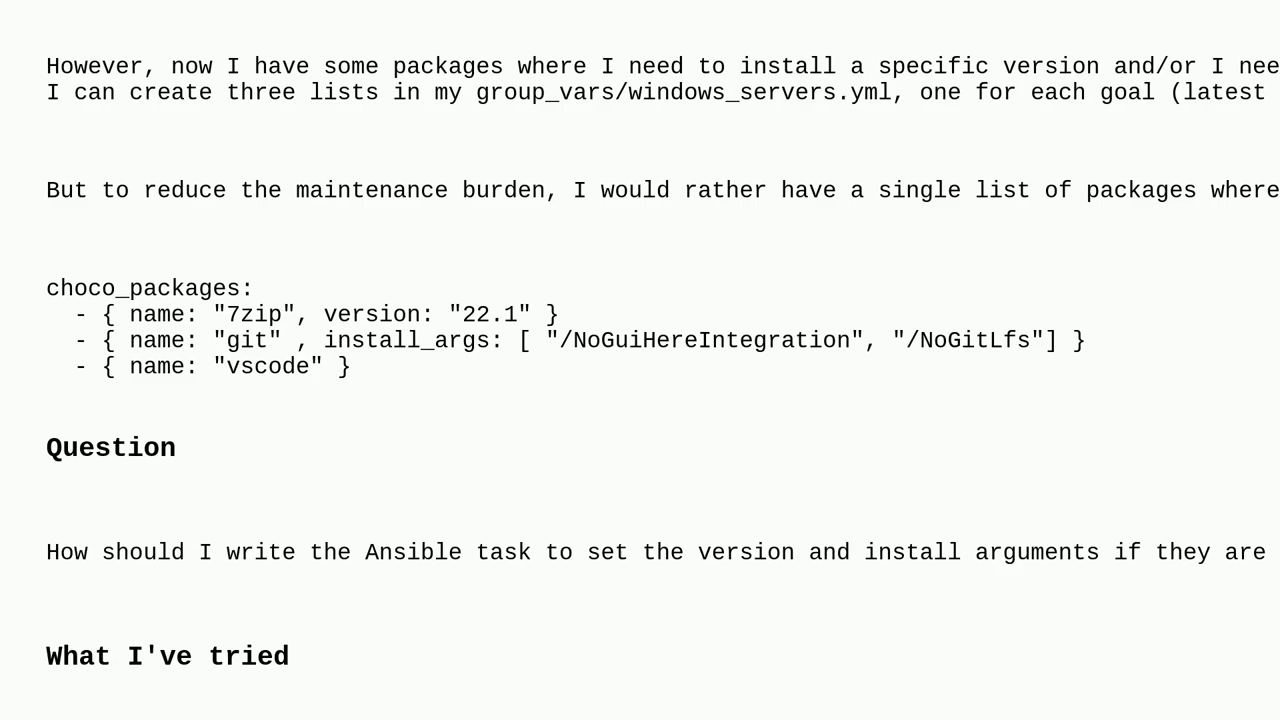 However, now I have some packages where I need to install a specific version and/or I nee
I can create three lists in my group_vars/windows_servers.yml, one for each goal (latest
But to reduce the maintenance burden, I would rather have a single list of packages where
choco_packages:
  - { name: "7zip", version: "22.1" }
  - { name: "git" , install_args: [ "/NoGuiHereIntegration", "/NoGitLfs"] }
  - { name: "vscode" }
Question
How should I write the Ansible task to set the version and install arguments if they are
What I've tried